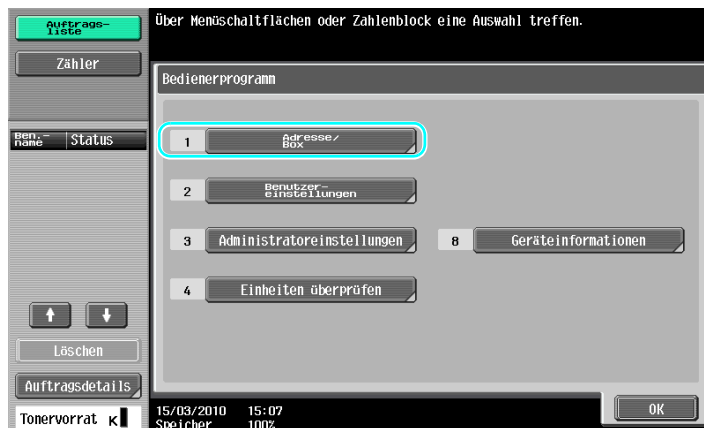 Auftrags-
liste
Zähler
Ben.-
name
Status
Löschen
Auftragsdetails
Tonervorrat K
Über Menüschaltflächen oder Zahlenblock eine Auswahl treffen.
Bedienerprogramm
1 Adresse/
Box
2 Benutzer-
einstellungen
3 Administratoreinstellungen
8 Geräteinformationen
4 Einheiten überprüfen
15/03/2010 15:07
Speicher 100%
OK